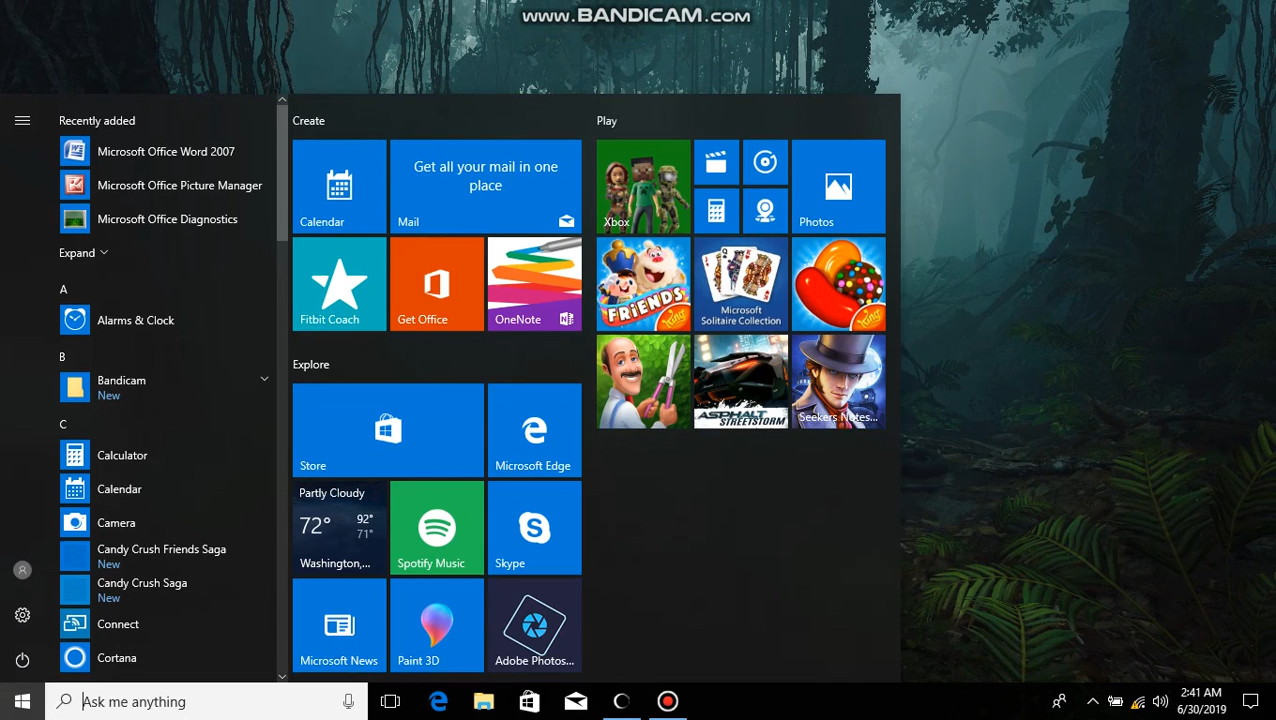 www.BANDICAM.com
Recently added
Microsoft Office Word 2007
Microsoft Office Picture Manager
Microsoft Office Diagnostics
Expand
A
Alarms & Clock
B
Bandicam
New
C
Calculator
Calendar
Camera
Candy Crush Friends Saga
New
Candy Crush Saga
New
Connect
Cortana
Create
Calendar
Get all your mail in one
place
Mail
Fitbit Coach
Get Office
OneNote
Explore
Store
Microsoft Edge
Partly Cloudy
72°
92°
71°
Washington,...
Spotify Music
Skype
Microsoft News
Paint 3D
Adobe Photos...
Play
Xbox
Photos
FRiENDS
King
Microsoft
Solitaire Collection
King
ASPHALT
STREETSTORM
Seekers Notes...
Ask me anything
2:41 AM
6/30/2019